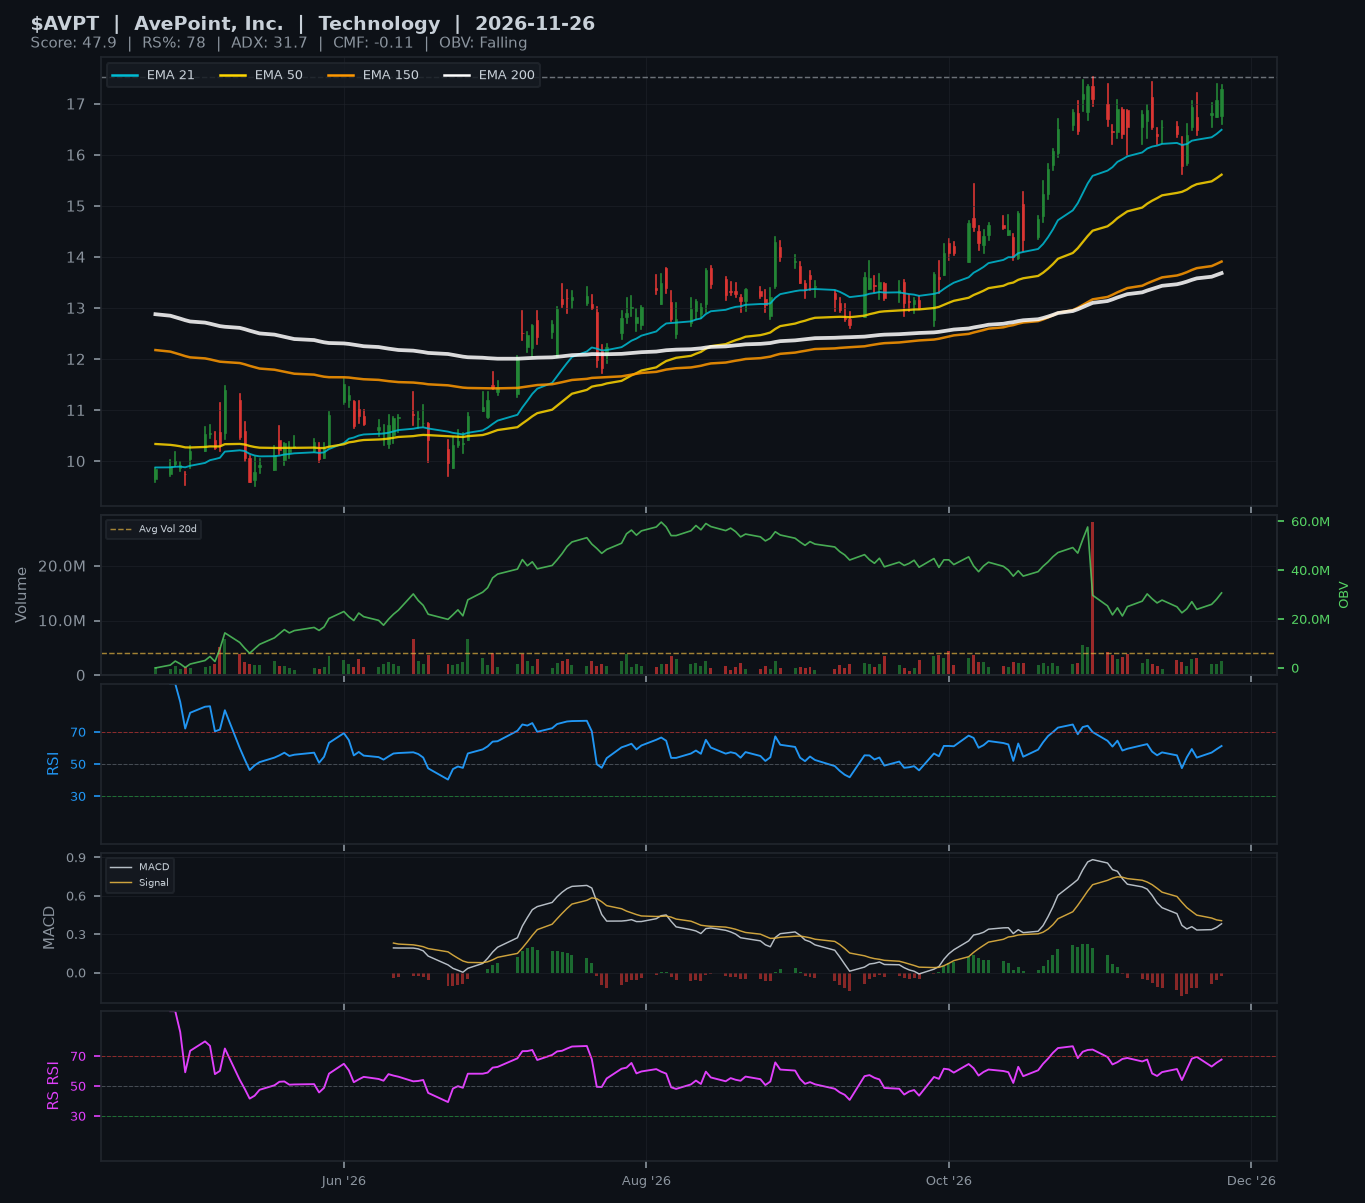 $AVPT | AvePoint, Inc. | Technology | 2026-11-26
Score: 47.9 | RS%: 78 | ADX: 31.7 | CMF: -0.11 | OBV: Falling
EMA 21 EMA 50 EMA 150 EMA 200
17
16
15
14
13
12
11
10
Avg Vol 20d
Volume
20.0M
10.0M
0
60.0M
40.0M
20.0M
0
OBV
RSI
70
50
30
MACD
Signal
MACD
0.9
0.6
0.3
0.0
RS RSI
70
50
30
Jun '26 Aug '26 Oct '26 Dec '26